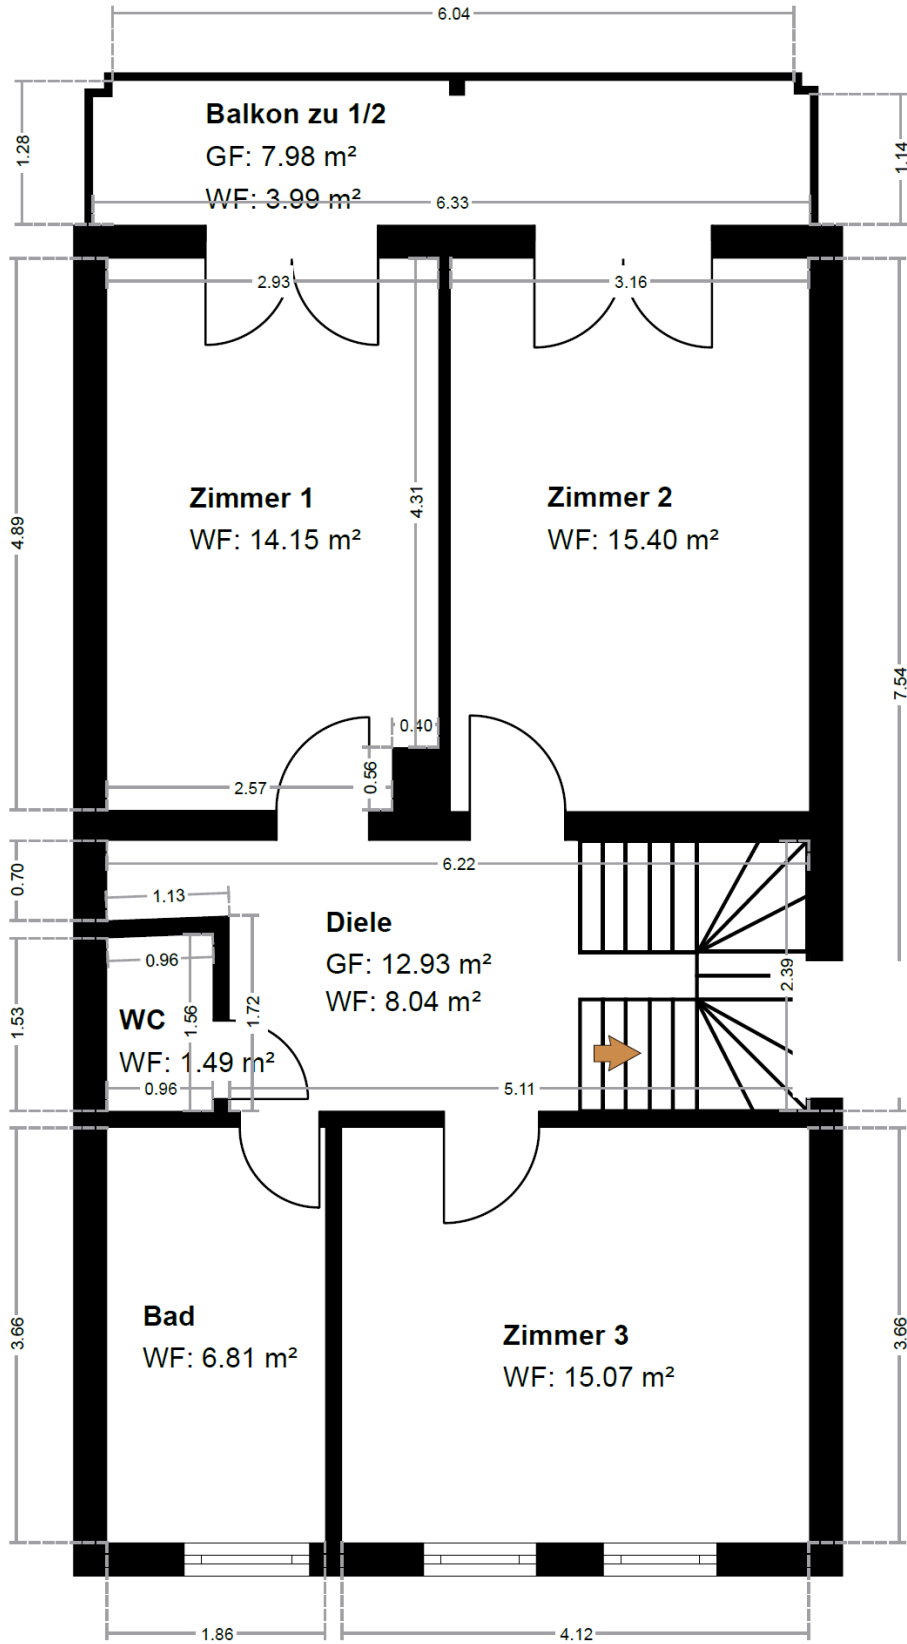 6.04
Balkon zu 1/2
GF: 7.98 m²
WF: 3.99 m²
1.28
1.14
6.33
2.93
3.16
Zimmer 1
WF: 14.15 m²
4.31
Zimmer 2
WF: 15.40 m²
4.89
7.54
0.40
0.56
2.57
6.22
0.70
1.13
Diele
GF: 12.93 m²
WF: 8.04 m²
0.96
1.53
1.56
1.72
2.39
WC
WF: 1.49 m²
0.96
5.11
Bad
WF: 6.81 m²
Zimmer 3
WF: 15.07 m²
3.66
3.66
1.86
4.12